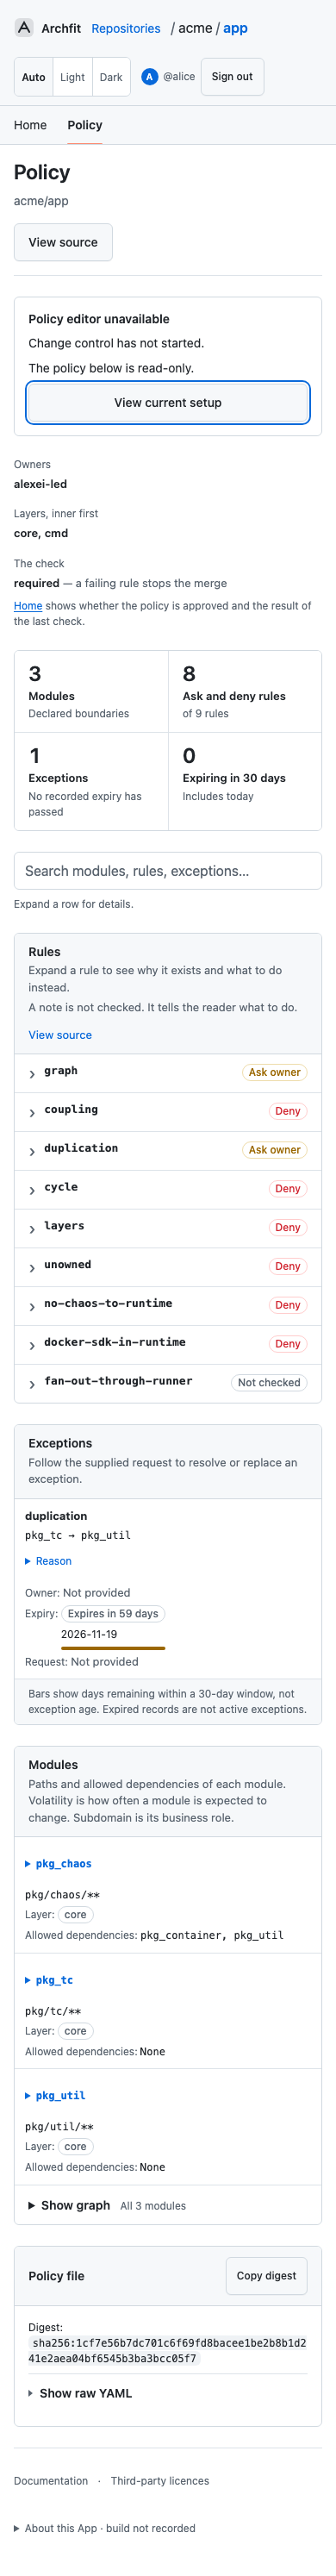 Archfit Repositories / acme / app
Auto Light Dark A @alice Sign out
Home Policy
Policy
acme/app
View source
Policy editor unavailable
Change control has not started.
The policy below is read-only.
View current setup
Owners
alexei-led
Layers, inner first
core, cmd
The check
required — a failing rule stops the merge
Home shows whether the policy is approved and the result of
the last check.
3
Modules
Declared boundaries
8
Ask and deny rules
of 9 rules
1
Exceptions
No recorded expiry has
passed
0
Expiring in 30 days
Includes today
Search modules, rules, exceptions...
Expand a row for details.
Rules
Expand a rule to see why it exists and what to do
instead.
A note is not checked. It tells the reader what to do.
View source
graph Ask owner
coupling Deny
duplication Ask owner
cycle Deny
layers Deny
unowned Deny
no-chaos-to-runtime Deny
docker-sdk-in-runtime Deny
fan-out-through-runner Not checked
Exceptions
Follow the supplied request to resolve or replace an
exception.
duplication
pkg_tc → pkg_util
Reason
Owner: Not provided
Expiry: Expires in 59 days
2026-11-19
Request: Not provided
Bars show days remaining within a 30-day window, not
exception age. Expired records are not active exceptions.
Modules
Paths and allowed dependencies of each module.
Volatility is how often a module is expected to
change. Subdomain is its business role.
pkg_chaos
pkg/chaos/**
Layer: core
Allowed dependencies: pkg_container, pkg_util
pkg_tc
pkg/tc/**
Layer: core
Allowed dependencies: None
pkg_util
pkg/util/**
Layer: core
Allowed dependencies: None
Show graph All 3 modules
Policy file Copy digest
Digest:
sha256:1cf7e56b7dc701c6f69fd8bacee1be2b8b1d2
41e2aea04bf6545b3ba3bcc05f7
Show raw YAML
Documentation · Third-party licences
About this App · build not recorded